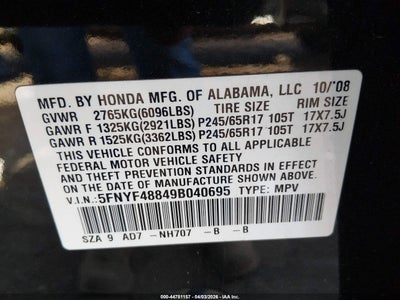 MFD. BY HONDA MFG. OF ALABAMA, LLC 10/'08
GVWR 2765KG(6096LBS) TIRE SIZE RIM SIZE
GAWR F 1325KG(2921LBS) P245/65R17 105T 17X7.5J
GAWR R 1525KG(3362LBS) P245/65R17 105T 17X7.5J
THIS VEHICLE CONFORMS TO ALL APPLICABLE
FEDERAL MOTOR VEHICLE SAFETY STANDARDS IN
EFFECT ON THE DATE OF MANUFACTURE SHOWN ABOVE.
V.I.N.: 5FNYF48849B040695 TYPE: MPV
SZA 9 AD7 -NH707 -B -B
000-44751157 - 04/03/2026 - IAA Inc.